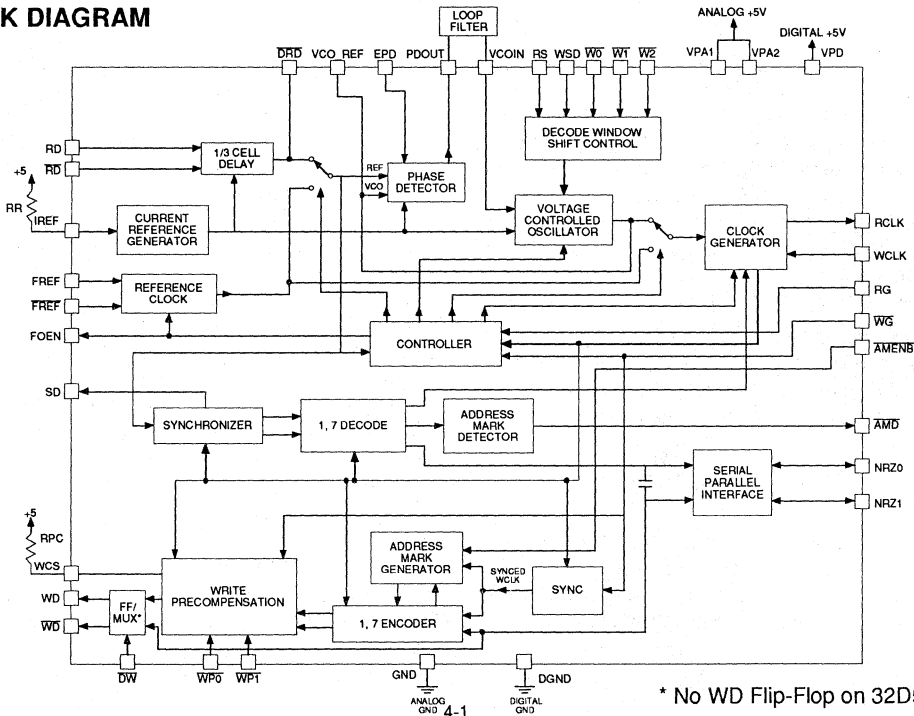 K DIAGRAM
LOOP
FILTER
ANALOG +5V
DIGITAL +5V
DRD
VCO REF
EPD
PDOUT
VCOIN
RS
WSD
W0
W1
W2
VPA1
VPA2
VPD
DECODE WINDOW
SHIFT CONTROL
RD
RD
+5
RR
IREF
1/3 CELL
DELAY
REF
VCO
PHASE
DETECTOR
CURRENT
REFERENCE
GENERATOR
VOLTAGE
CONTROLLED
OSCILLATOR
CLOCK
GENERATOR
RCLK
WCLK
FREF
FREF
REFERENCE
CLOCK
RG
WG
FOEN
CONTROLLER
AMENB
SD
SYNCHRONIZER
1, 7 DECODE
ADDRESS
MARK
DETECTOR
AMD
SERIAL
PARALLEL
INTERFACE
NRZ0
NRZ1
+5
RPC
WCS
ADDRESS
MARK
GENERATOR
SYNCED
WCLK
SYNC
WD
WD
FF/
MUX*
WRITE
PRECOMPENSATION
1, 7 ENCODER
DW
WP0
WP1
GND
DGND
ANALOG
GND
DIGITAL
GND
4-1
* No WD Flip-Flop on 32D5